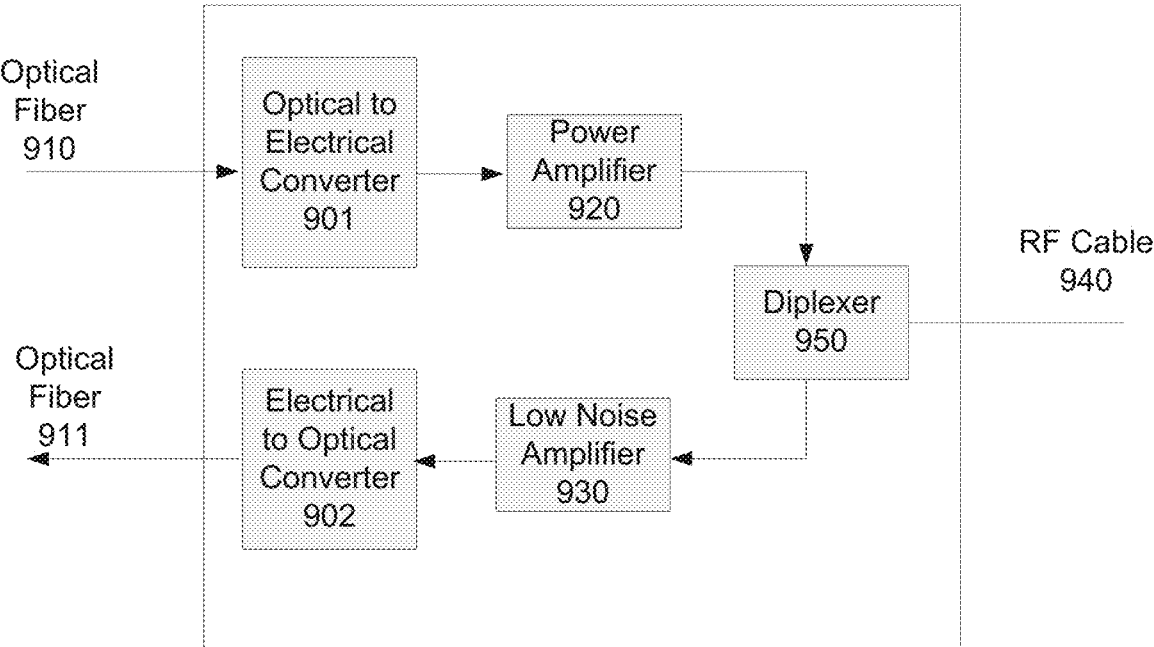 Optical
Fiber
910
Optical to
Electrical
Converter
901
Power
Amplifier
920
RF Cable
940
Diplexer
950
Optical
Fiber
911
Electrical
to Optical
Converter
902
Low Noise
Amplifier
930